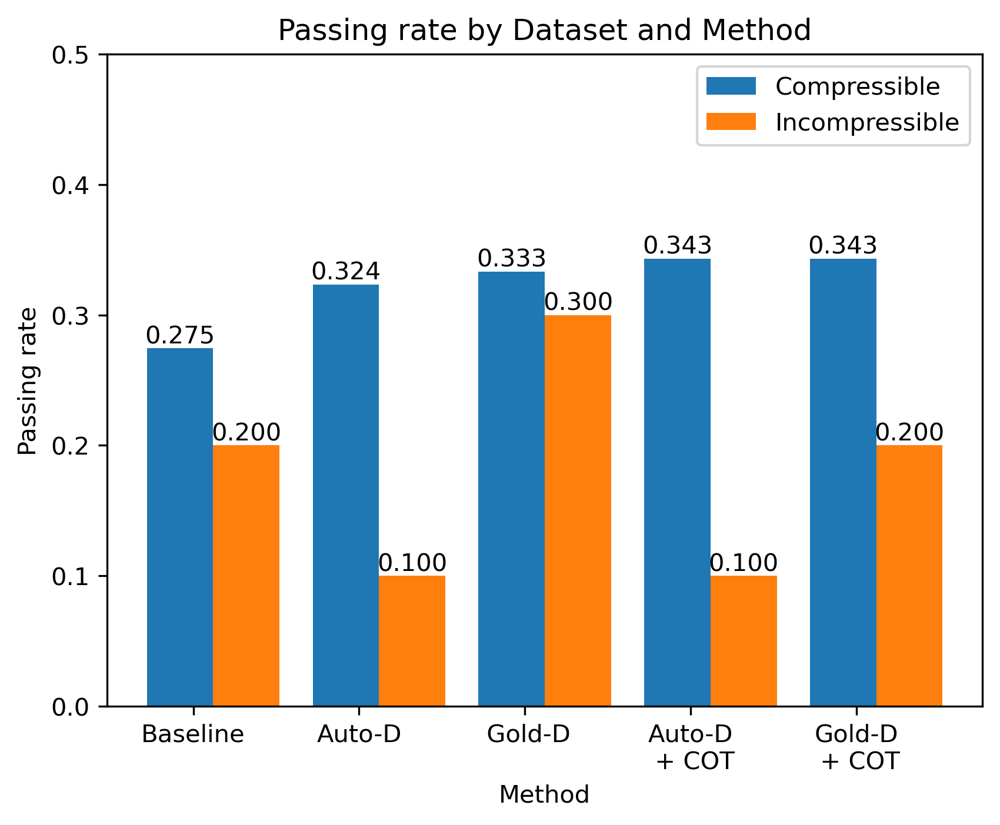 Passing rate by Dataset and Method
0.5
0.4
0.3
0.2
0.1
0.0
Passing rate
Compressible
Incompressible
0.275
0.200
0.324
0.100
0.333
0.300
0.343
0.100
0.343
0.200
Baseline
Auto-D
Gold-D
Auto-D
+ COT
Gold-D
+ COT
Method